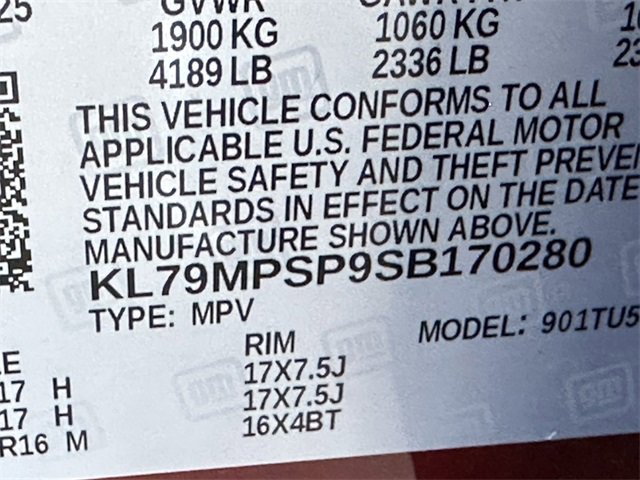 25 GVWR
1900 KG 1060 KG
4189 LB 2336 LB
THIS VEHICLE CONFORMS TO ALL
APPLICABLE U.S. FEDERAL MOTOR
VEHICLE SAFETY AND THEFT PREVE
STANDARDS IN EFFECT ON THE DATE
MANUFACTURE SHOWN ABOVE.
KL79MPSP9SB170280
TYPE: MPV MODEL: 901TU5
RIM
17 H 17X7.5J
17 H 17X7.5J
R16 M 16X4BT